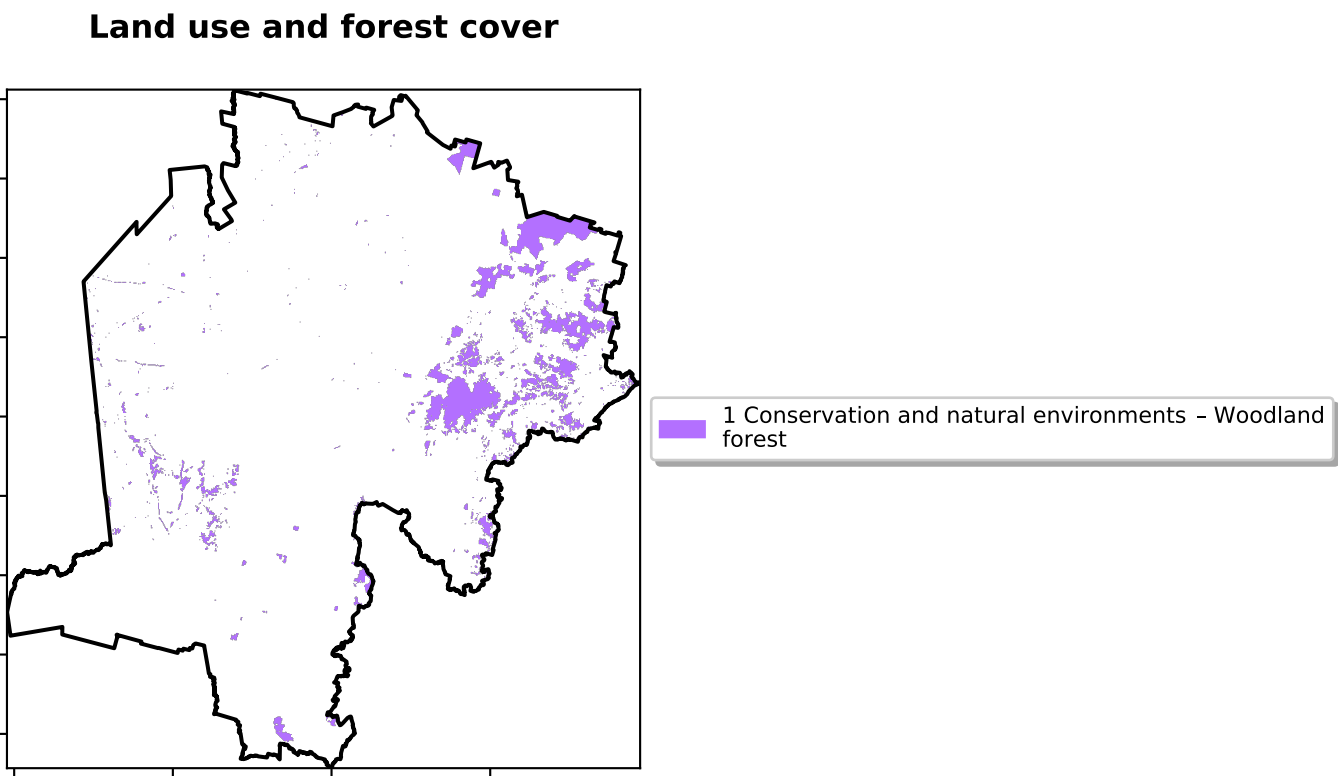 Land use and forest cover
1 Conservation and natural environments – Woodland
forest